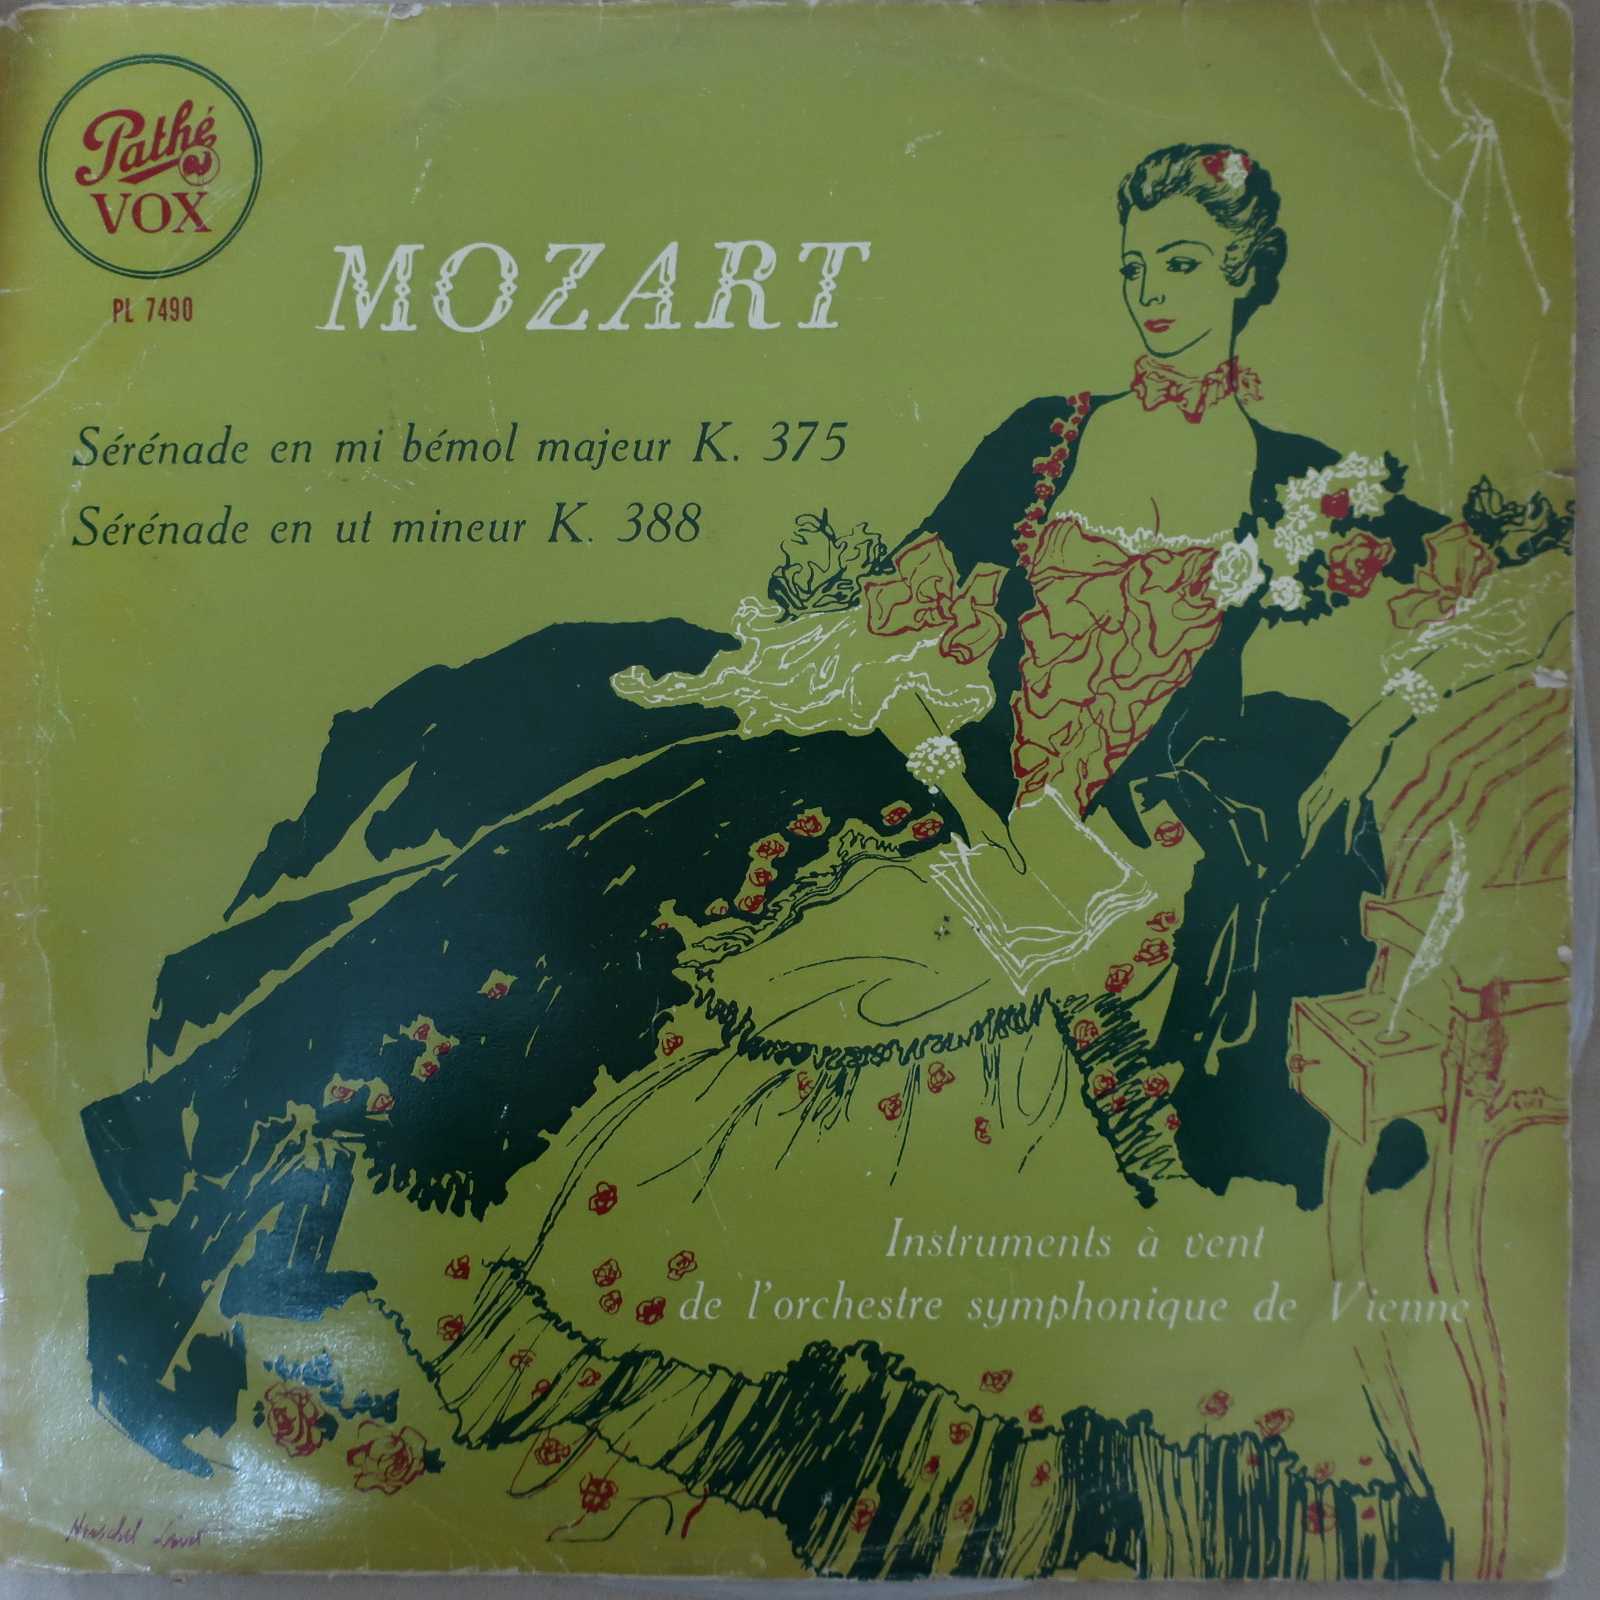 Pathé
VOX
PL 7490
MOZART
Sérénade en mi bémol majeur K. 375
Sérénade en ut mineur K. 388
Instruments à vent
de l'orchestre symphonique de Vienne
Herschel